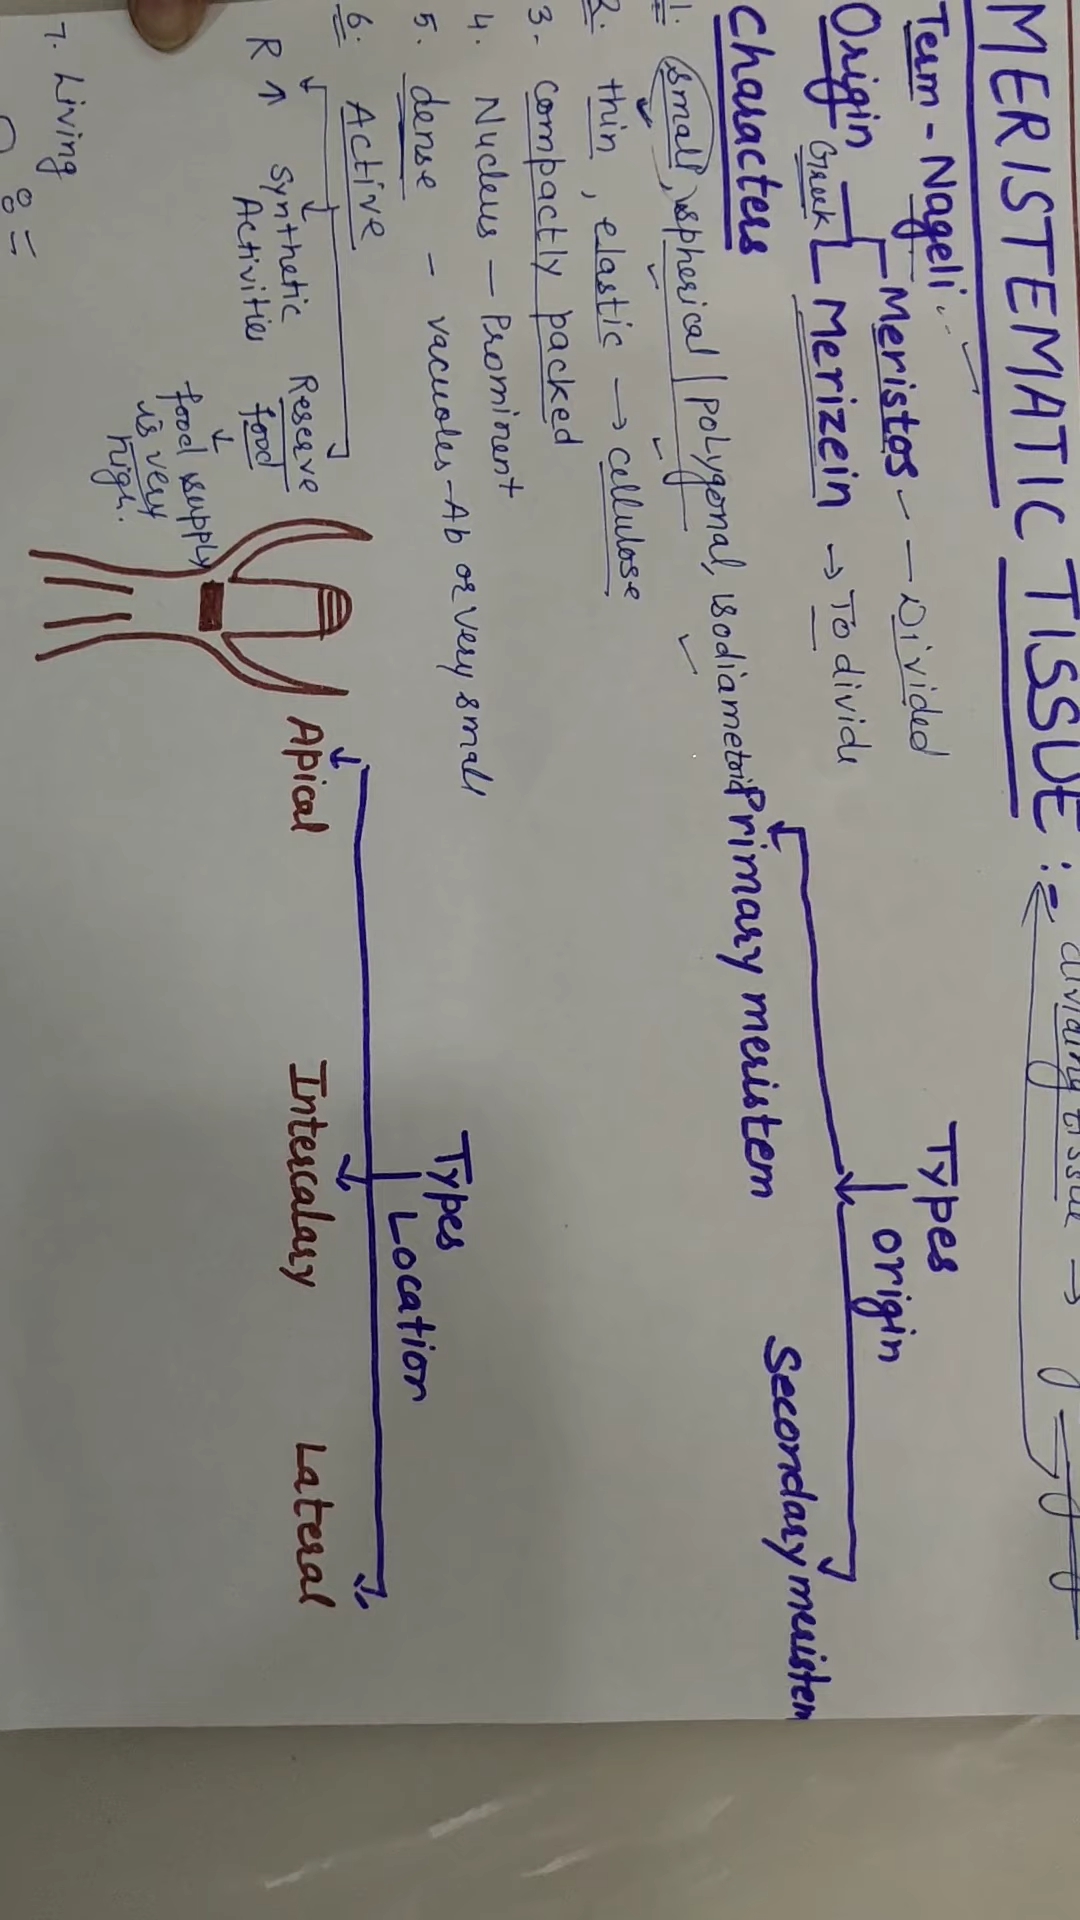 MERISTEMATIC TISSUE := dividing tissue →
Term - Nageli
Origin Meristos - - Divided
Greek Merizein → To divide
Types
origin
Primary meristem
Secondary meristem
Characters
1. small, spherical / polygonal, isodiametric
2. thin, elastic → cellulose
3. compactly packed
4. Nucleus - Prominent
5. dense - vacuoles - Ab or very small
6. Active
R ↑
Synthetic
Activities
Reserve
food
↓
food supply
is very
high.
7. Living
8 =
Types
Location
Apical
Intercalary
Lateral